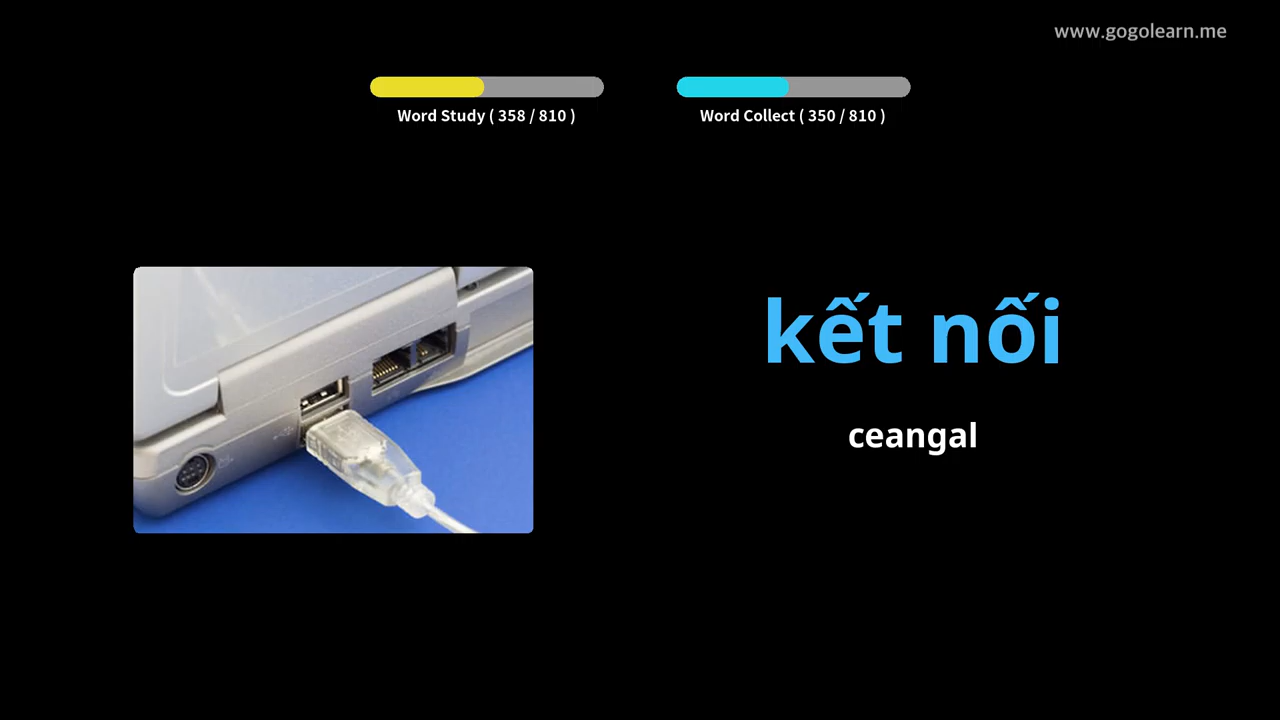 www.gogolearn.me
Word Study ( 358 / 810 )
Word Collect ( 350 / 810 )
kết nối
ceangal